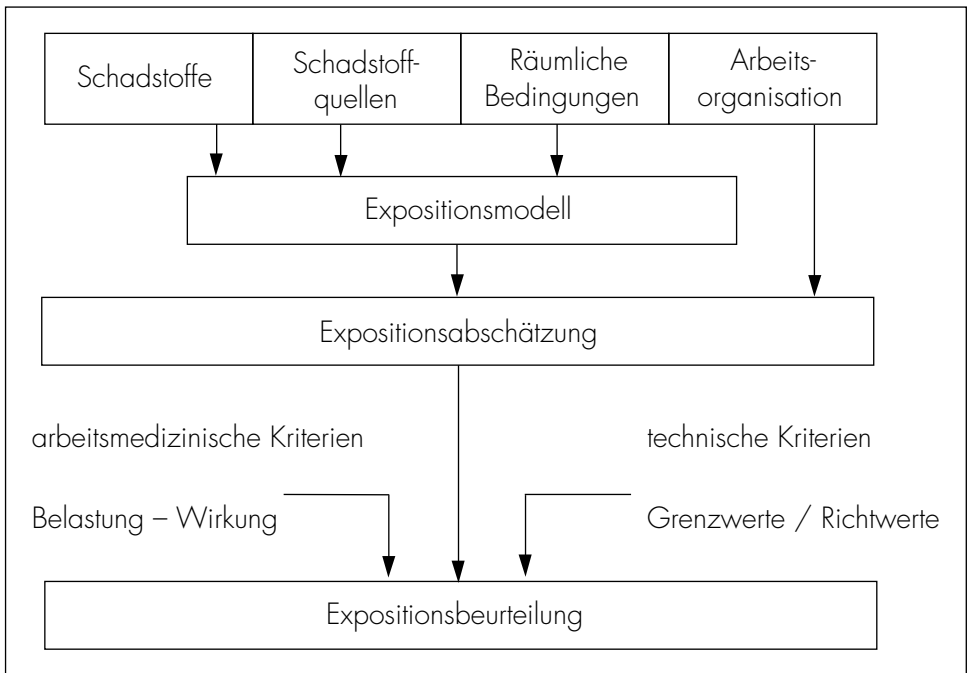 Schadstoffe
Schadstoff-
quellen
Räumliche
Bedingungen
Arbeits-
organisation
Expositionsmodell
Expositionsabschätzung
arbeitsmedizinische Kriterien
technische Kriterien
Belastung – Wirkung
Grenzwerte / Richtwerte
Expositionsbeurteilung